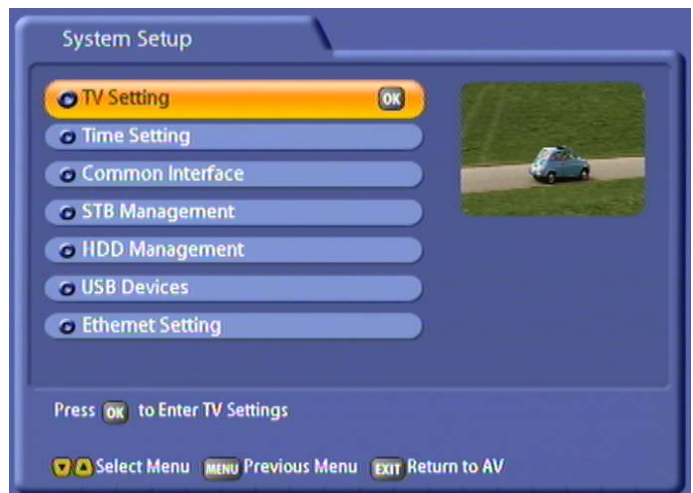 System Setup
TV Setting OK
Time Setting
Common Interface
STB Management
HDD Management
USB Devices
Ethernet Setting
Press OK to Enter TV Settings
Select Menu MENU Previous Menu EXIT Return to AV